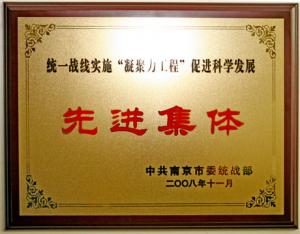 统一战线实施“凝聚力工程”促进科学发展
先进集体
中共南京市委统战部
二〇〇八年十一月